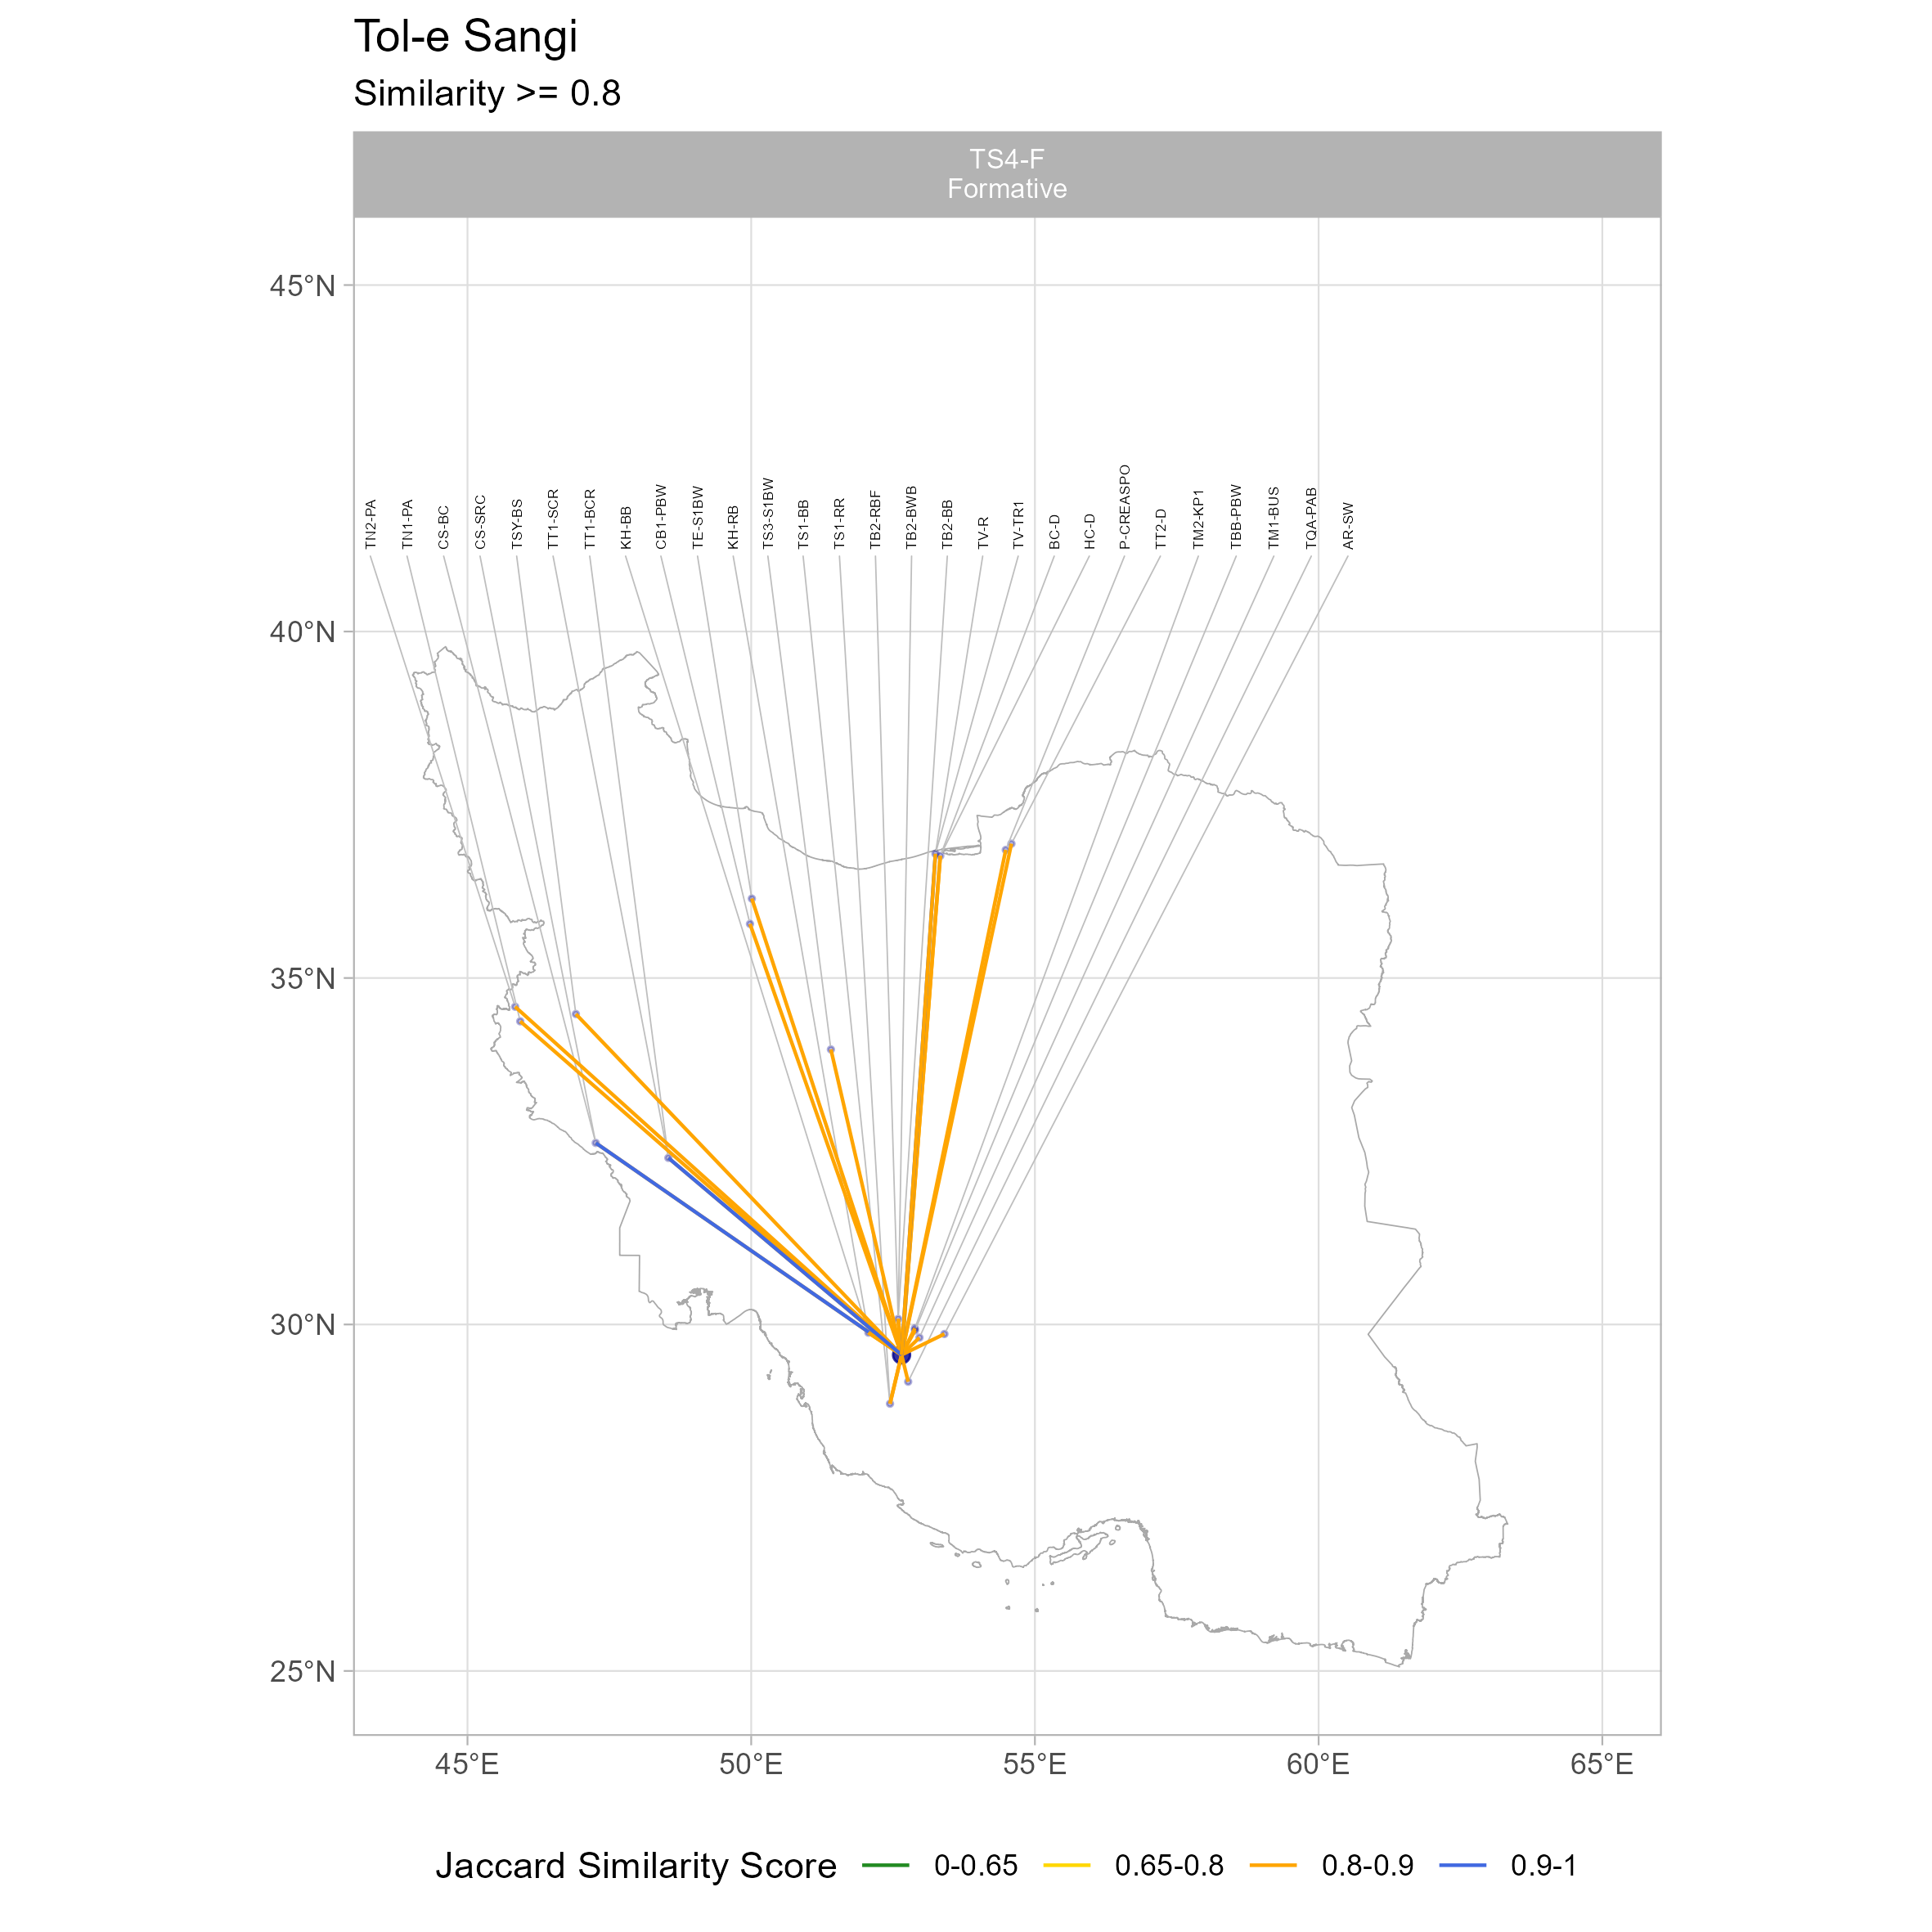 Tol-e Sangi
Similarity >= 0.8
TS4-F
Formative
45°N
40°N
35°N
30°N
25°N
TN2-PA
TN1-PA
CS-BC
CS-SRC
TSY-BS
TT1-SCR
TT1-BCR
KH-BB
CB1-PBW
TE-S1BW
KH-RB
TS3-S1BW
TS1-BB
TS1-RR
TB2-RBF
TB2-BWB
TB2-BB
TV-R
TV-TR1
BC-D
HC-D
P-CREASPO
TT2-D
TM2-KP1
TBB-PBW
TM1-BUS
TQA-PAB
AR-SW
45°E 50°E 55°E 60°E 65°E
Jaccard Similarity Score 0-0.65 0.65-0.8 0.8-0.9 0.9-1